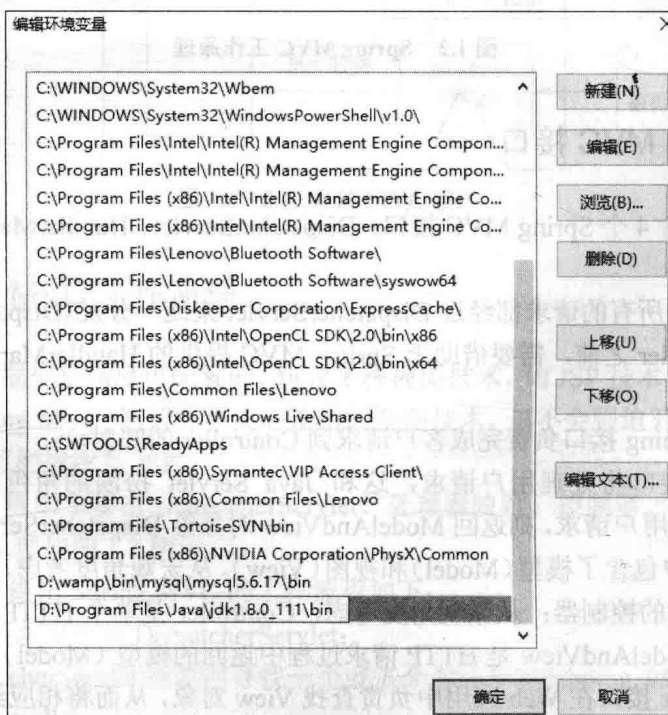 编辑环境变量
C:\WINDOWS\System32\Wbem
C:\WINDOWS\System32\WindowsPowerShell\v1.0\
C:\Program Files\Intel\Intel(R) Management Engine Compon...
C:\Program Files\Intel\Intel(R) Management Engine Compon...
C:\Program Files (x86)\Intel\Intel(R) Management Engine Co...
C:\Program Files (x86)\Intel\Intel(R) Management Engine Co...
C:\Program Files\Lenovo\Bluetooth Software\
C:\Program Files\Lenovo\Bluetooth Software\syswow64
C:\Program Files\Diskeeper Corporation\ExpressCache\
C:\Program Files (x86)\Intel\OpenCL SDK\2.0\bin\x86
C:\Program Files (x86)\Intel\OpenCL SDK\2.0\bin\x64
C:\Program Files\Common Files\Lenovo
C:\Program Files (x86)\Windows Live\Shared
C:\SWTOOLS\ReadyApps
C:\Program Files (x86)\Symantec\VIP Access Client\
C:\Program Files (x86)\Common Files\Lenovo
C:\Program Files\TortoiseSVN\bin
C:\Program Files (x86)\NVIDIA Corporation\PhysX\Common
D:\wamp\bin\mysql\mysql5.6.17\bin
D:\Program Files\Java\jdk1.8.0_111\bin
新建(N)
编辑(E)
浏览(B)...
删除(D)
上移(U)
下移(O)
编辑文本(T)...
确定
取消